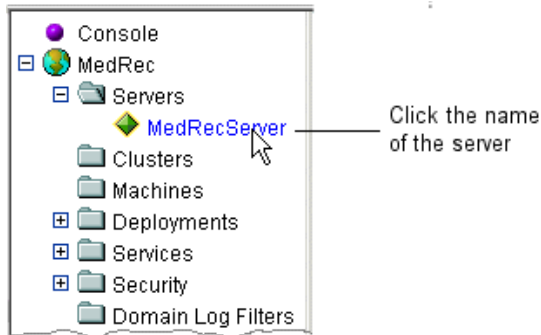 Console
MedRec
Servers
MedRecServer
Click the name
of the server
Clusters
Machines
Deployments
Services
Security
Domain Log Filters